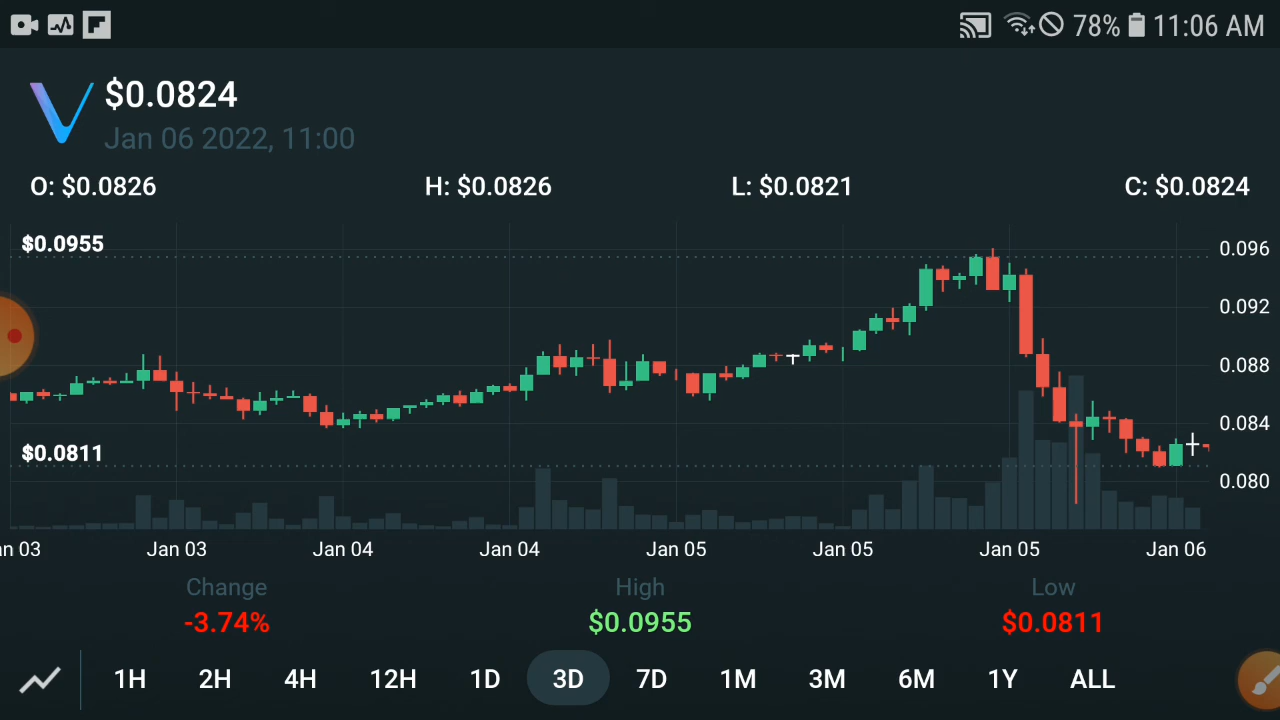 78% 11:06 AM
$0.0824
Jan 06 2022, 11:00
O: $0.0826 H: $0.0826 L: $0.0821 C: $0.0824
$0.0955
0.096
0.092
0.088
0.084
$0.0811
0.080
an 03 Jan 03 Jan 04 Jan 04 Jan 05 Jan 05 Jan 05 Jan 06
Change High Low
-3.74% $0.0955 $0.0811
1H 2H 4H 12H 1D 3D 7D 1M 3M 6M 1Y ALL